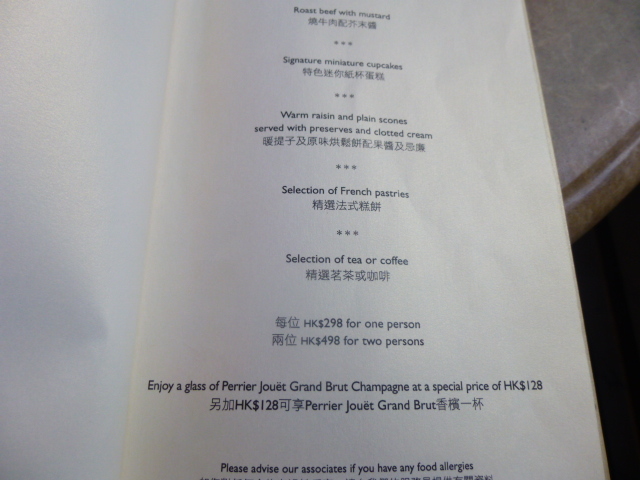 Roast beef with mustard
燒牛肉配芥末醬
***
Signature miniature cupcakes
特色迷你紙杯蛋糕
***
Warm raisin and plain scones
served with preserves and clotted cream
暖提子及原味烘鬆餅配果醬及忌廉
***
Selection of French pastries
精選法式糕餅
***
Selection of tea or coffee
精選茗茶或咖啡
每位 HK$298 for one person
兩位 HK$498 for two persons
Enjoy a glass of Perrier Jouët Grand Brut Champagne at a special price of HK$128
另加HK$128可享Perrier Jouët Grand Brut香檳一杯
Please advise our associates if you have any food allergies